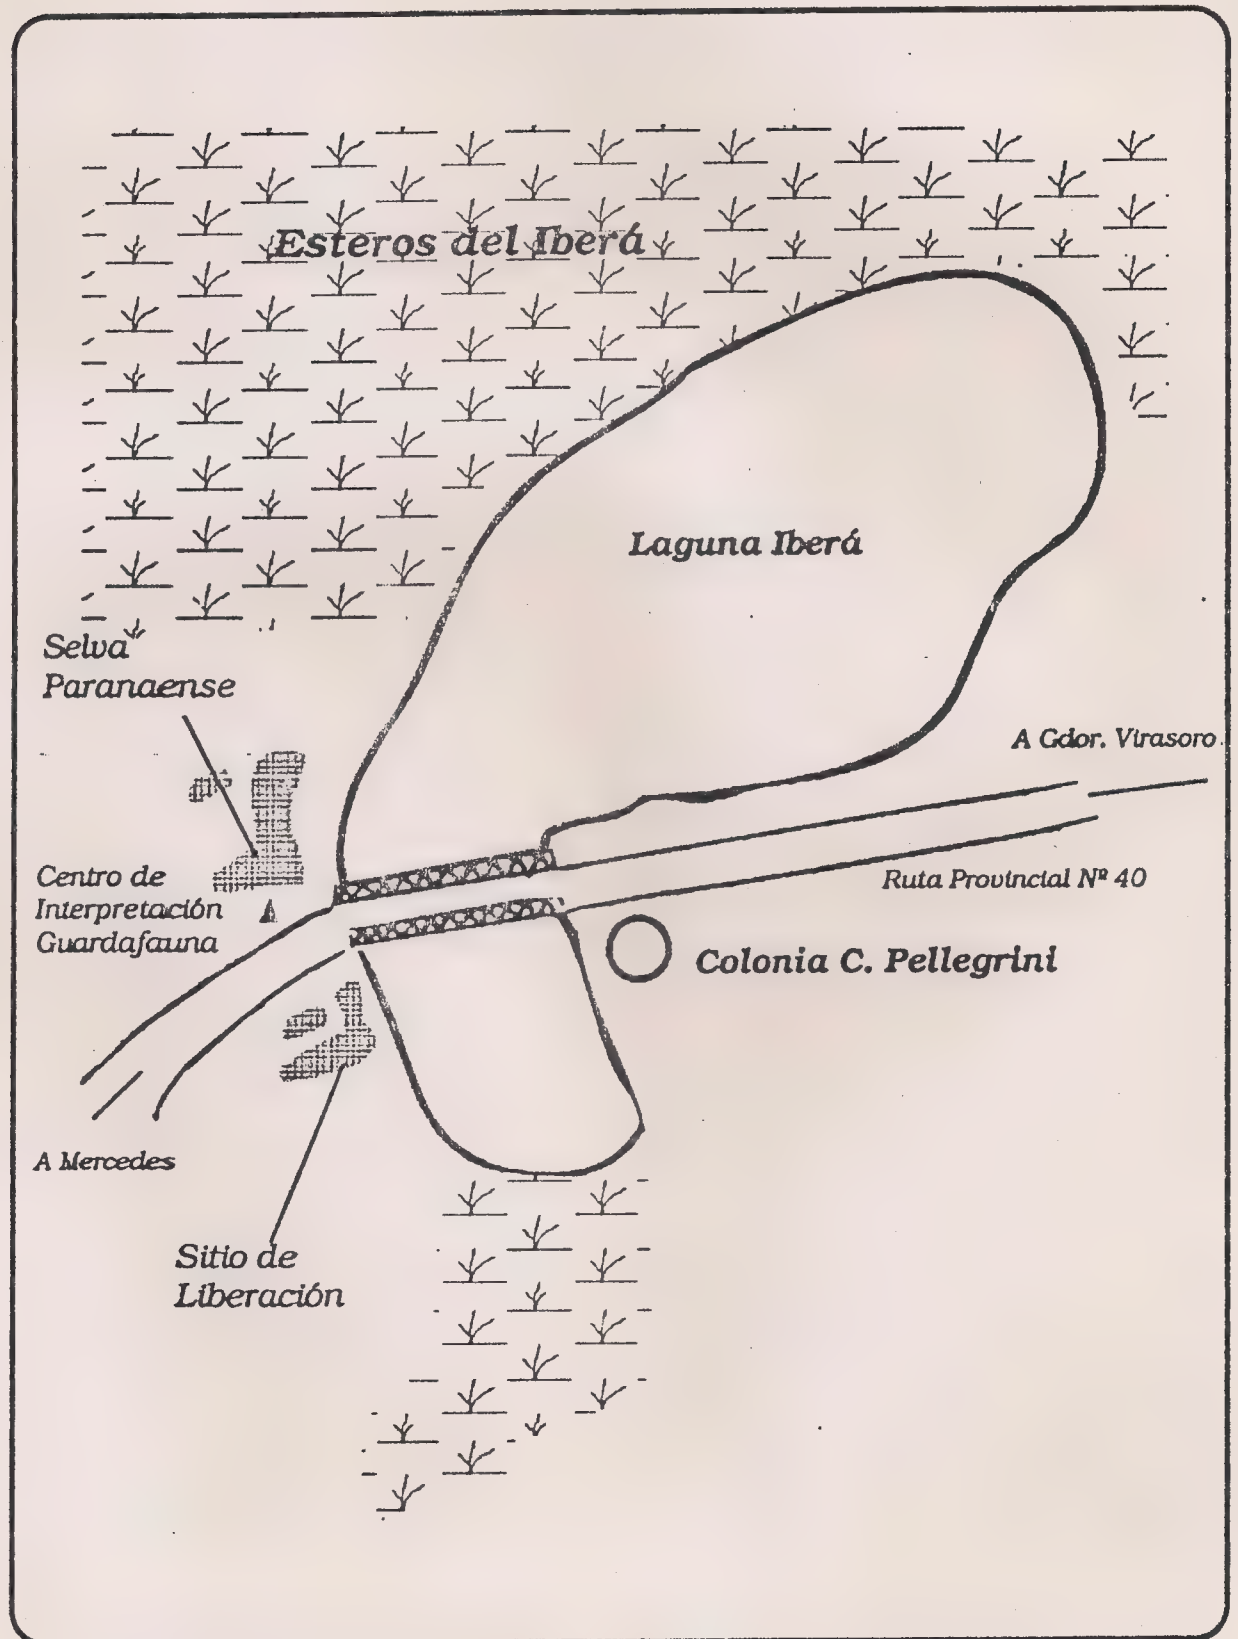 Esteros del Iberá
Laguna Iberá
Selva
Paranaense
A Gdor. Virasoro
Centro de
Interpretación
Guardafauna
Ruta Provincial Nº 40
Colonia C. Pellegrini
A Mercedes
Sitio de
Liberación